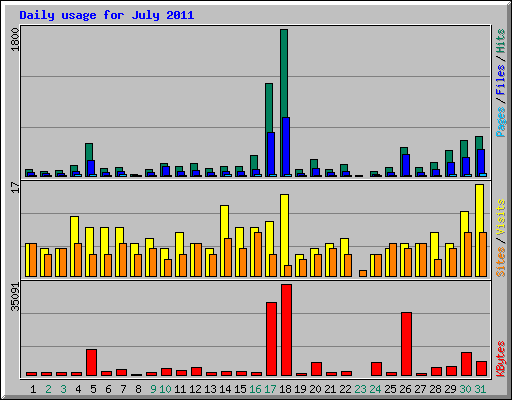 Daily usage for July 2011
1800
Pages / Files / Hits
17
Sites / Visits
35091
KBytes
1 2 3 4 5 6 7 8 9 10 11 12 13 14 15 16 17 18 19 20 21 22 23 24 25 26 27 28 29 30 31